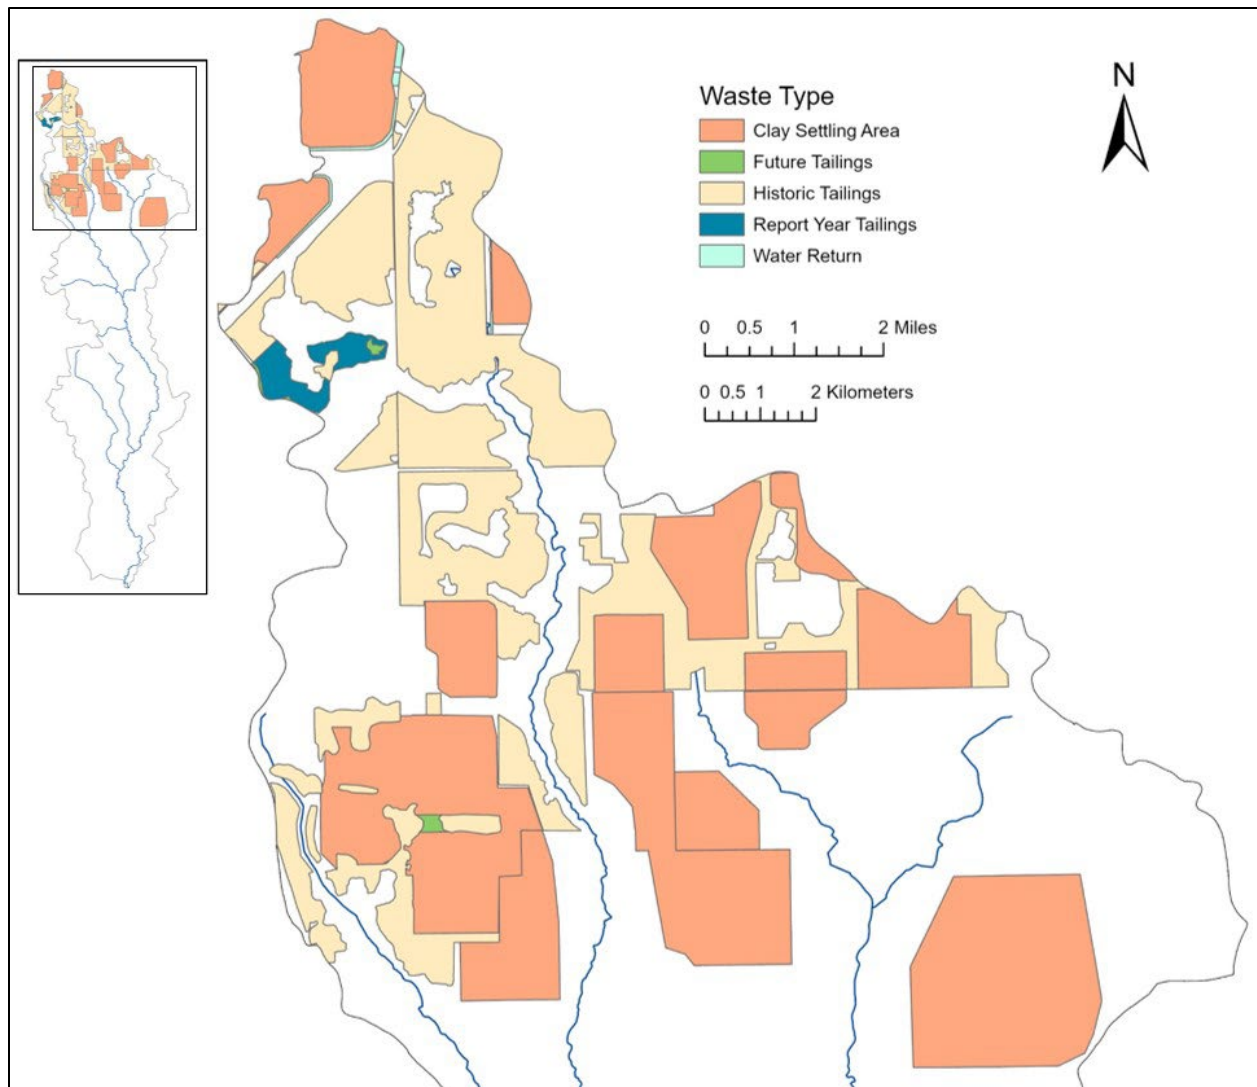 N
Waste Type
Clay Settling Area
Future Tailings
Historic Tailings
Report Year Tailings
Water Return
0 0.5 1 2 Miles
0 0.5 1 2 Kilometers